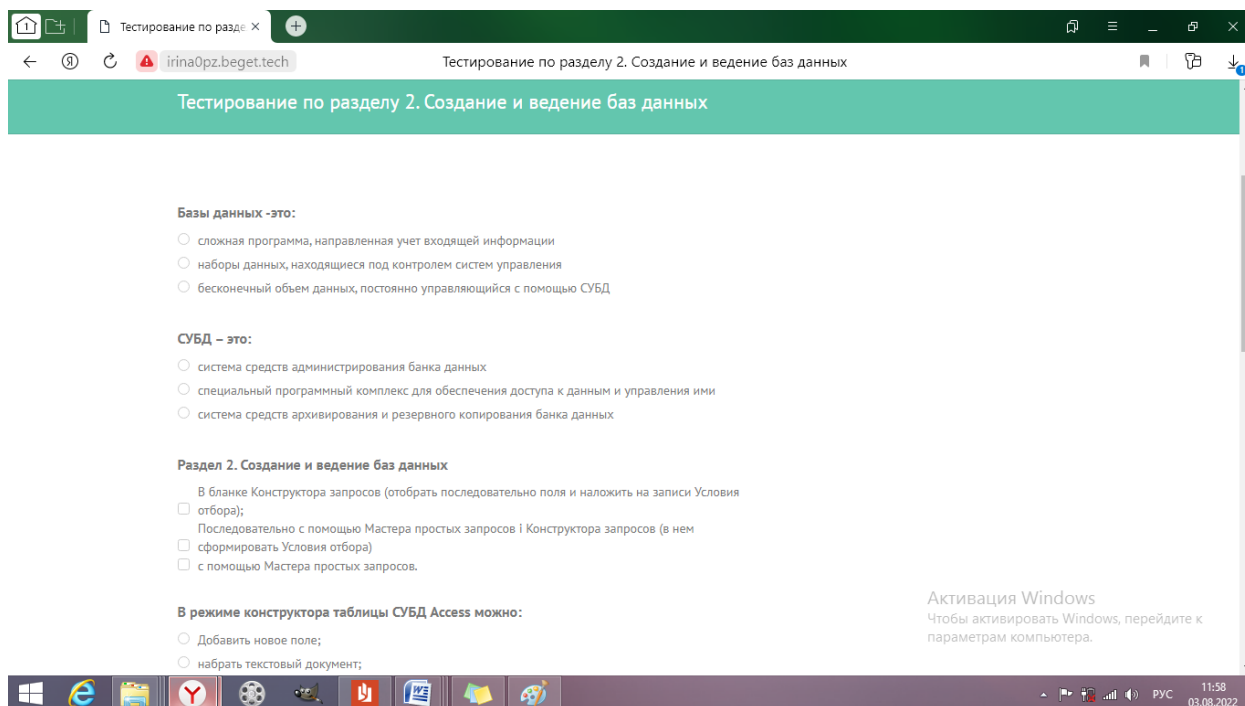 Тестирование по разде
irina0pz.beget.tech
Тестирование по разделу 2. Создание и ведение баз данных
1
Тестирование по разделу 2. Создание и ведение баз данных
Базы данных -это:
сложная программа, направленная учет входящей информации
наборы данных, находящиеся под контролем систем управления
бесконечный объем данных, постоянно управляющийся с помощью СУБД
СУБД – это:
система средств администрирования банка данных
специальный программный комплекс для обеспечения доступа к данным и управления ими
система средств архивирования и резервного копирования банка данных
Раздел 2. Создание и ведение баз данных
В бланке Конструктора запросов (отобрать последовательно поля и наложить на записи Условия
отбора);
Последовательно с помощью Мастера простых запросов і Конструктора запросов (в нем
сформировать Условия отбора)
с помощью Мастера простых запросов.
В режиме конструктора таблицы СУБД Access можно:
Добавить новое поле;
набрать текстовый документ;
Активация Windows
Чтобы активировать Windows, перейдите к
параметрам компьютера.
РУС
11:58
03.08.2022